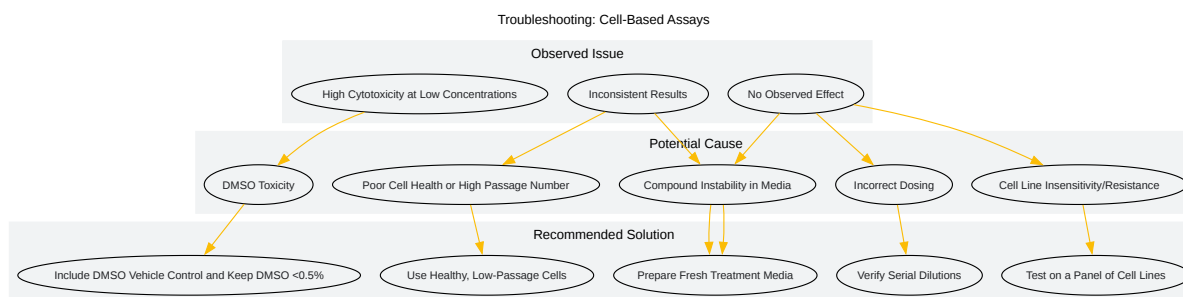 Troubleshooting: Cell-Based Assays
Observed Issue
High Cytotoxicity at Low Concentrations
Inconsistent Results
No Observed Effect
Potential Cause
DMSO Toxicity
Poor Cell Health or High Passage Number
Compound Instability in Media
Incorrect Dosing
Cell Line Insensitivity/Resistance
Recommended Solution
Include DMSO Vehicle Control and Keep DMSO <0.5%
Use Healthy, Low-Passage Cells
Prepare Fresh Treatment Media
Verify Serial Dilutions
Test on a Panel of Cell Lines